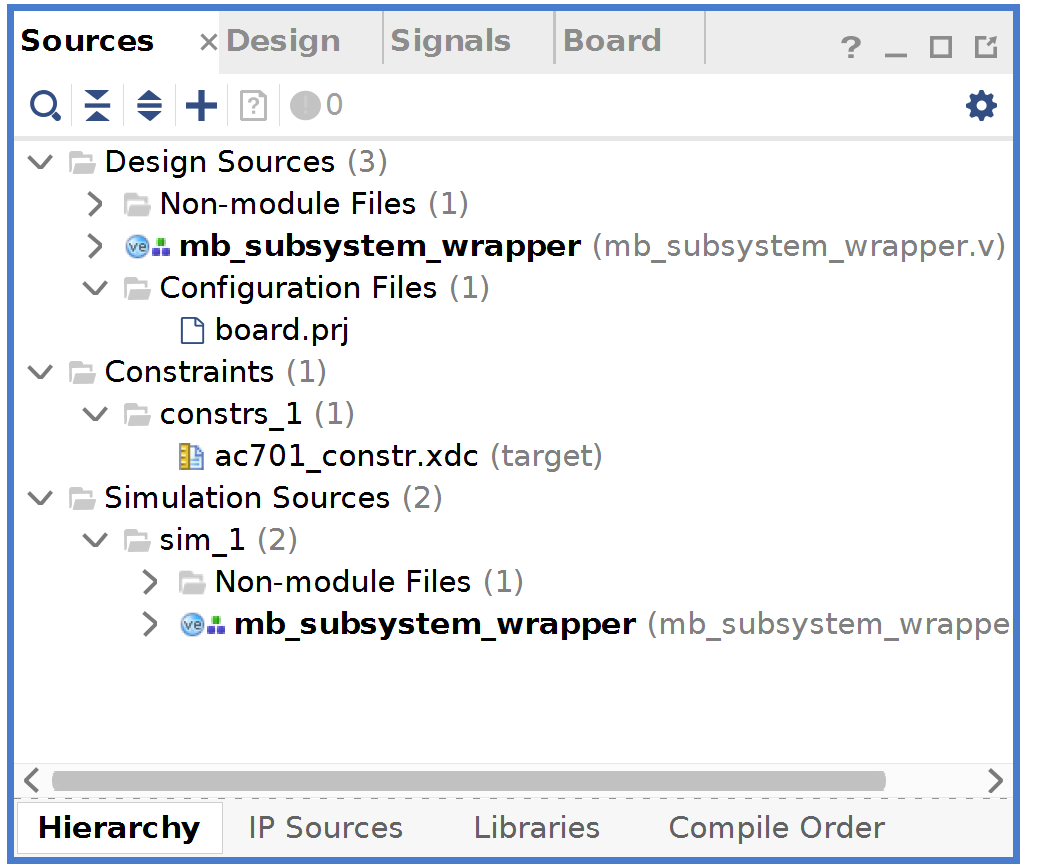 Sources × Design Signals Board ?
? ! 0
Design Sources (3)
Non-module Files (1)
ve mb_subsystem_wrapper (mb_subsystem_wrapper.v)
Configuration Files (1)
board.prj
Constraints (1)
constrs_1 (1)
ac701_constr.xdc (target)
Simulation Sources (2)
sim_1 (2)
Non-module Files (1)
ve mb_subsystem_wrapper (mb_subsystem_wrappe
Hierarchy IP Sources Libraries Compile Order